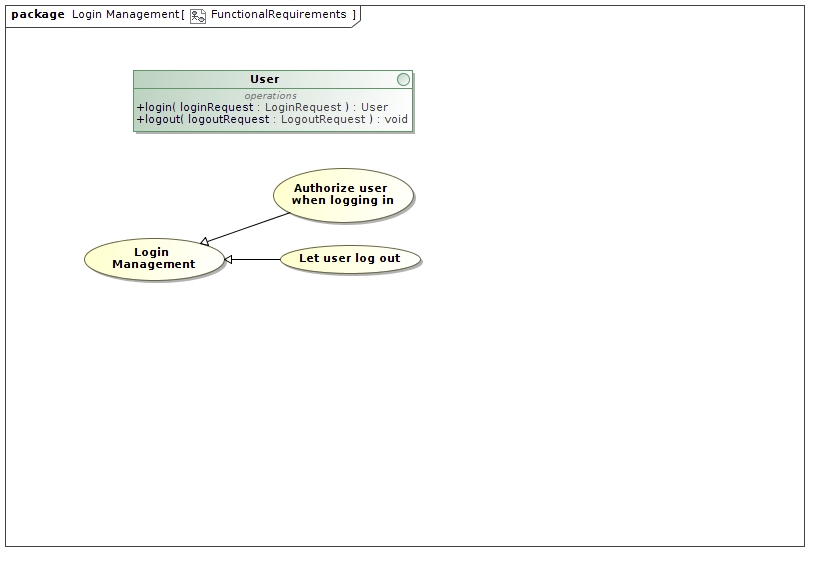 package Login Management[ FunctionalRequirements ]
User
operations
+login( loginRequest : LoginRequest ) : User
+logout( logoutRequest : LogoutRequest ) : void
Authorize user
when logging in
Login
Management
Let user log out